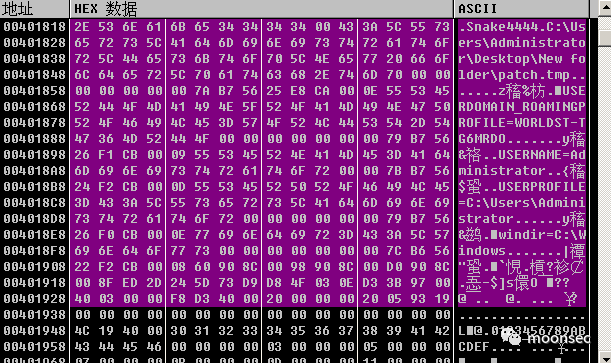 地址 HEX 数据 ASCII
00401818 2E 53 6E 61 6B 65 34 34 34 34 00 43 3A 5C 55 73 .Snake4444.C:\Us
00401828 65 72 73 5C 41 64 6D 69 6E 69 73 74 72 61 74 6F ers\Administrato
00401838 72 5C 44 65 73 6B 74 6F 70 5C 4E 65 77 20 66 6F r\Desktop\New fo
00401848 6C 64 65 72 5C 70 61 74 63 68 2E 74 6D 70 00 00 lder\patch.tmp..
00401858 00 00 00 00 00 7A B7 56 25 E8 CA 00 0E 55 53 45 .....z稸%枋.■USE
00401868 52 44 4F 4D 41 49 4E 5F 52 4F 41 4D 49 4E 47 50 RDOMAIN_ROAMINGP
00401878 52 4F 46 49 4C 45 3D 57 4F 52 4C 44 53 54 2D 54 ROFILE=WORLDST-T
00401888 47 36 4D 52 44 4F 00 00 00 00 00 00 00 79 B7 56 G6MRDO.......y稸
00401898 26 F1 CB 00 09 55 53 45 52 4E 41 4D 45 3D 41 64 &袼..USERNAME=Ad
004018A8 6D 69 6E 69 73 74 72 61 74 6F 72 00 00 7B B7 56 ministrator..{稸
004018B8 24 F2 CB 00 0D 55 53 45 52 50 52 4F 46 49 4C 45 $蛩..USERPROFILE
004018C8 3D 43 3A 5C 55 73 65 72 73 5C 41 64 6D 69 6E 69 =C:\Users\Admini
004018D8 73 74 72 61 74 6F 72 00 00 00 00 00 00 79 B7 56 strator......y稸
004018E8 26 F0 CB 00 0E 77 69 6E 64 69 72 3D 43 3A 5C 57 &鹚.■windir=C:\W
004018F8 69 6E 64 6F 77 73 00 00 00 00 00 00 00 7C B6 56 indows.......|禫
00401908 22 F2 CB 00 08 60 90 8C 00 98 90 8C 00 D0 90 8C "蛩.■`悓.槹?
00401918 00 8F ED 2D 24 5D 73 D9 D8 4F 03 0E D3 3B 97 00 -$]s
00401928 40 03 00 00 F8 D3 40 00 20 00 00 00 20 05 93 19 @
00401938 00 00 00 00 00 00 00 00 00 00 00 00 00 00 00 00 ................
00401948 4C 19 40 00 30 31 32 33 34 35 36 37 38 39 41 42 L■@.0123456789AB
00401958 43 44 45 46 00 00 00 00 03 00 00 00 05 00 00 00 CDEF
moonsec